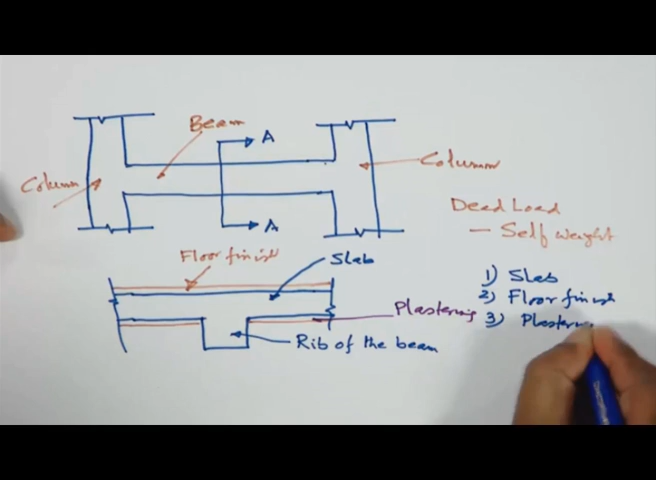 Beam
A
Column
Column
A
Dead Load
- Self weight
Floor finish
Slab
1) Slab
2) Floor finish
Plastering
3) Plasterin
Rib of the beam